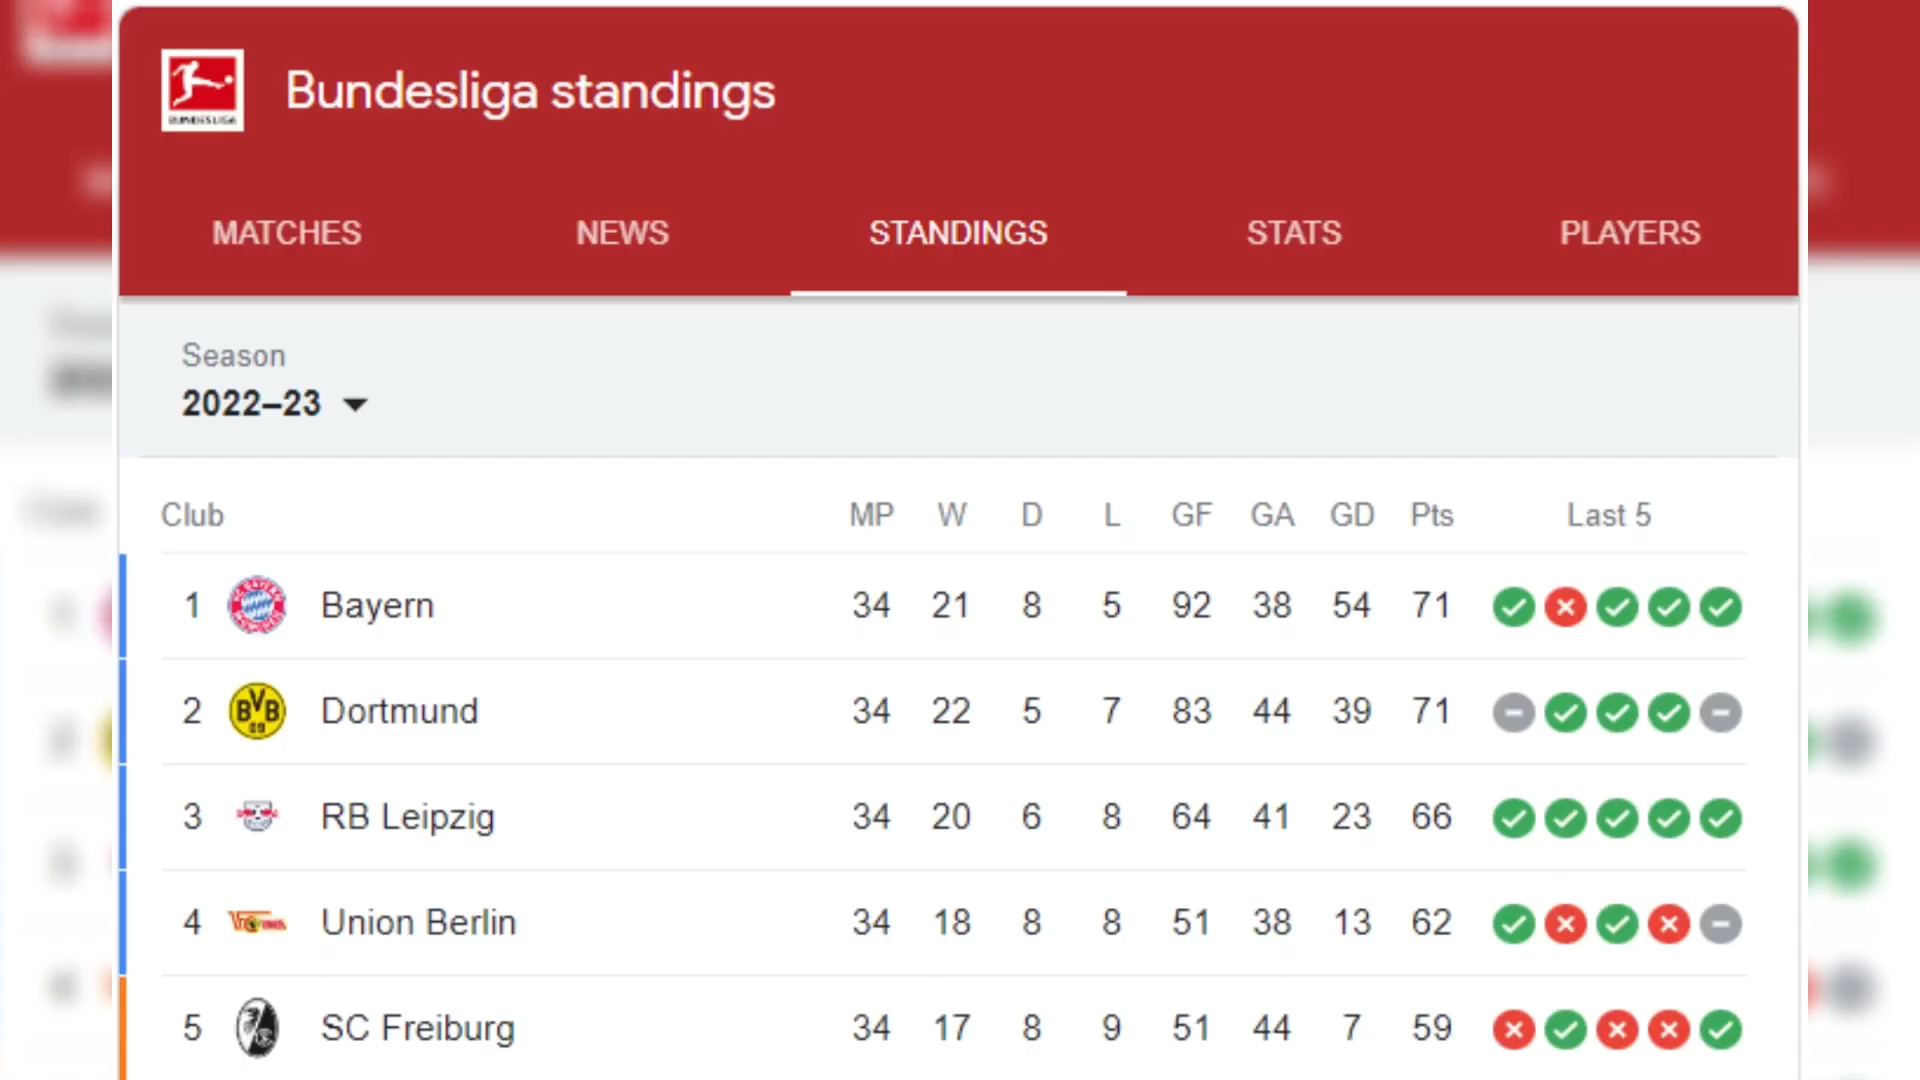 BUNDESLIGA
Bundesliga standings
MATCHES NEWS STANDINGS STATS PLAYERS
Season
2022–23
Club MP W D L GF GA GD Pts Last 5
1 Bayern 34 21 8 5 92 38 54 71
2 BVB 09 Dortmund 34 22 5 7 83 44 39 71
3 RB Leipzig 34 20 6 8 64 41 23 66
4 Union Berlin 34 18 8 8 51 38 13 62
5 SC Freiburg 34 17 8 9 51 44 7 59